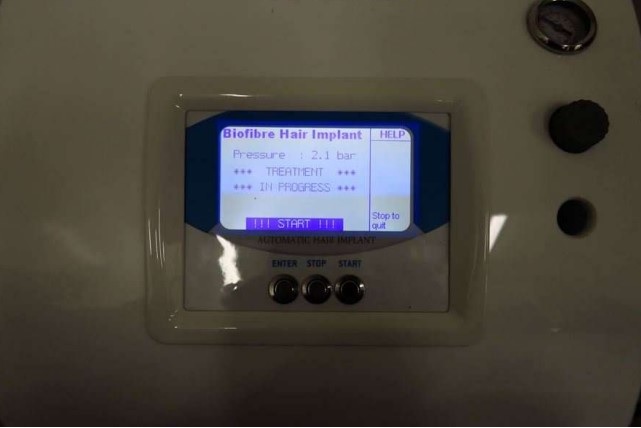 Biofibre Hair Implant
HELP
Pressure : 2.1 bar
*** TREATMENT ***
*** IN PROGRESS ***
!!! START !!!
Stop to
quit
AUTOMATIC HAIR IMPLANT
ENTER STOP START